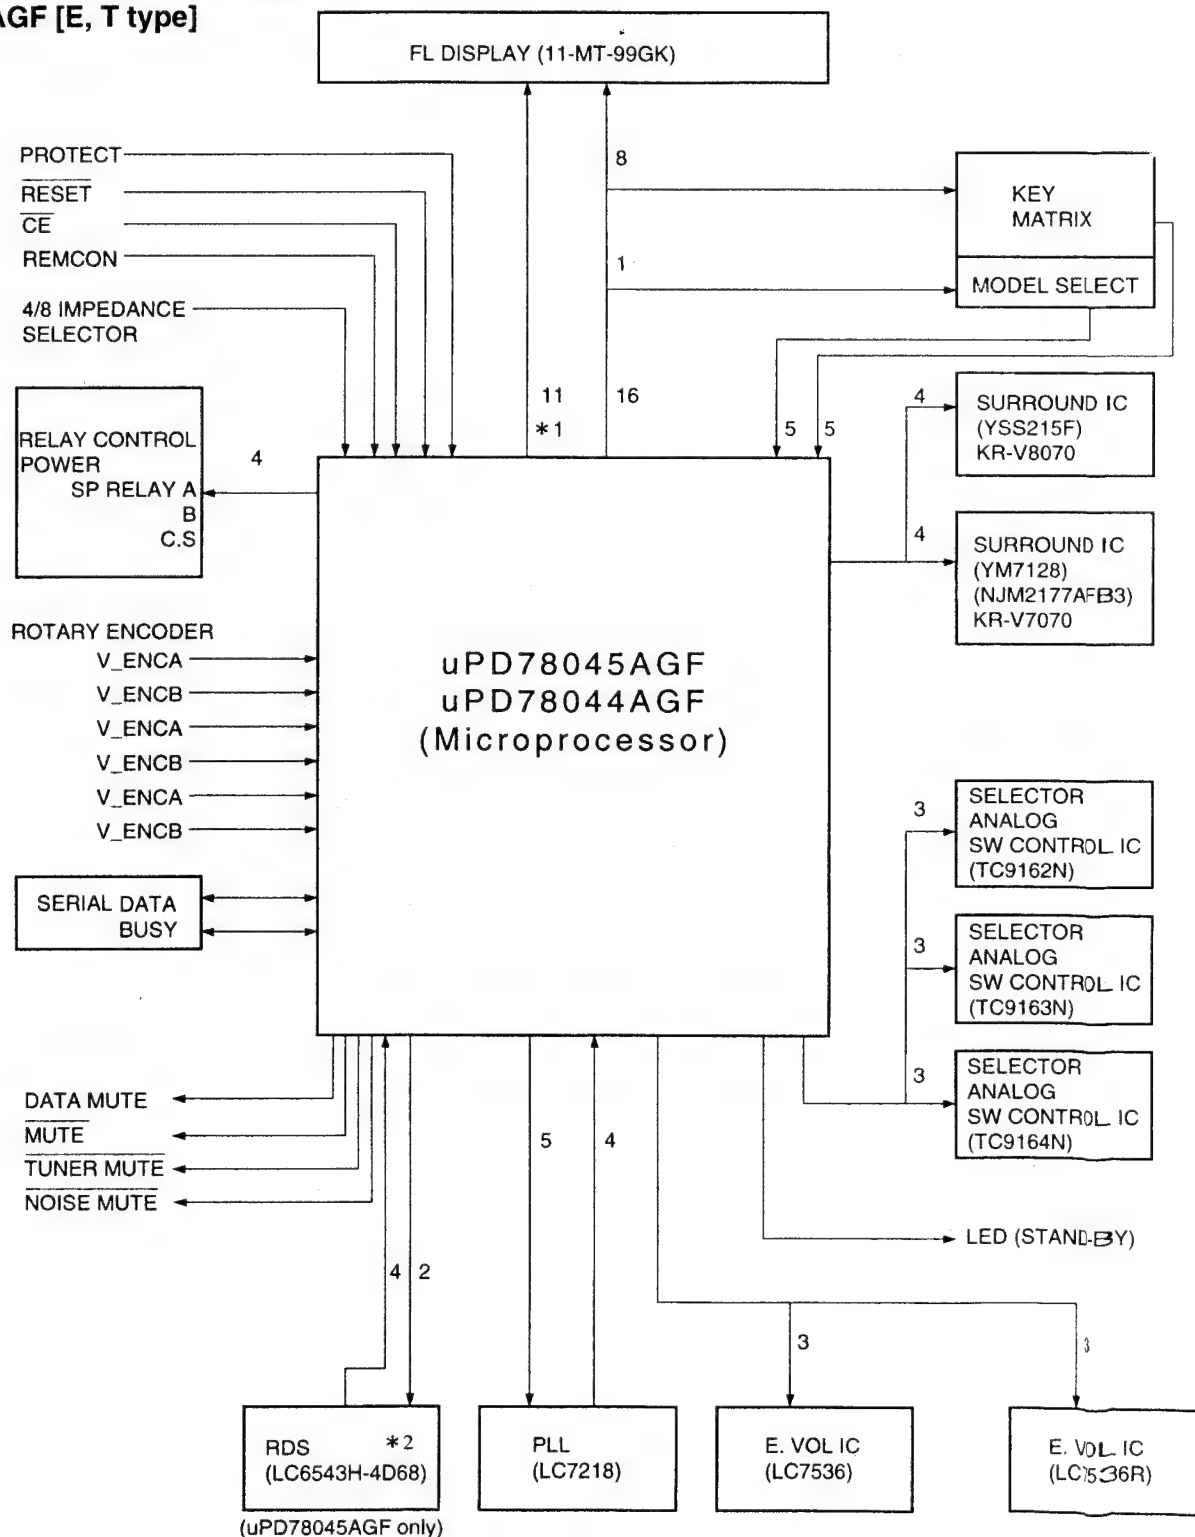 AGF [E, T type]
FL DISPLAY (11-MT-99GK)
PROTECT
RESET
CE
REMCON
4/8 IMPEDANCE
SELECTOR
8
1
KEY
MATRIX
MODEL SELECT
11
*1
16
5
5
RELAY CONTROL
POWER
SP RELAY A
B
C.S
4
4
SURROUND IC
(YSS215F)
KR-V8070
4
SURROUND IC
(YM7128)
(NJM2177AFB3)
KR-V7070
ROTARY ENCODER
V_ENCA
V_ENCB
V_ENCA
V_ENCB
V_ENCA
V_ENCB
uPD78045AGF
uPD78044AGF
(Microprocessor)
SERIAL DATA
BUSY
3
SELECTOR
ANALOG
SW CONTROL IC
(TC9162N)
3
SELECTOR
ANALOG
SW CONTROL IC
(TC9163N)
3
SELECTOR
ANALOG
SW CONTROL IC
(TC9164N)
DATA MUTE
MUTE
TUNER MUTE
NOISE MUTE
5
4
LED (STAND-BY)
4
2
3
3
RDS *2
(LC6543H-4D68)
(uPD78045AGF only)
PLL
(LC7218)
E. VOL IC
(LC7536)
E. VOL IC
(LC7536R)